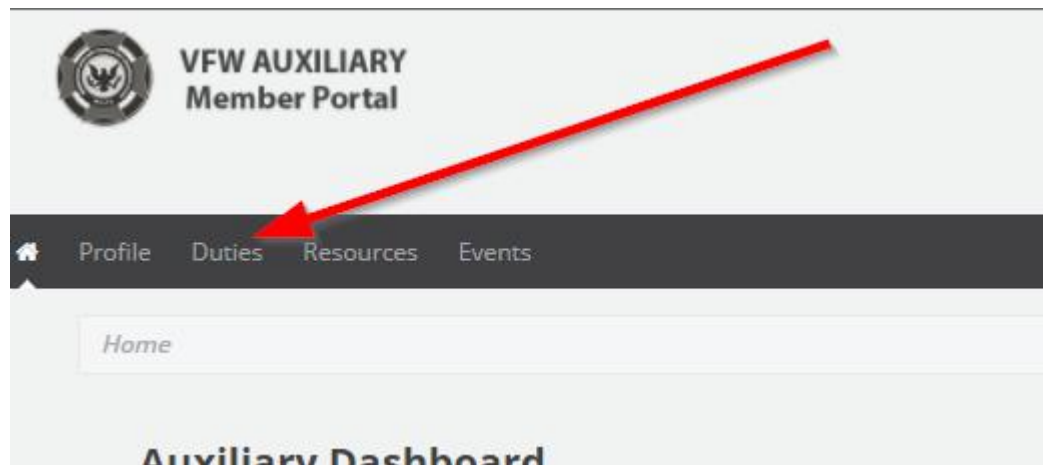 VFW AUXILIARY
Member Portal
Profile Duties Resources Events
Home
Auxiliary Dashboard